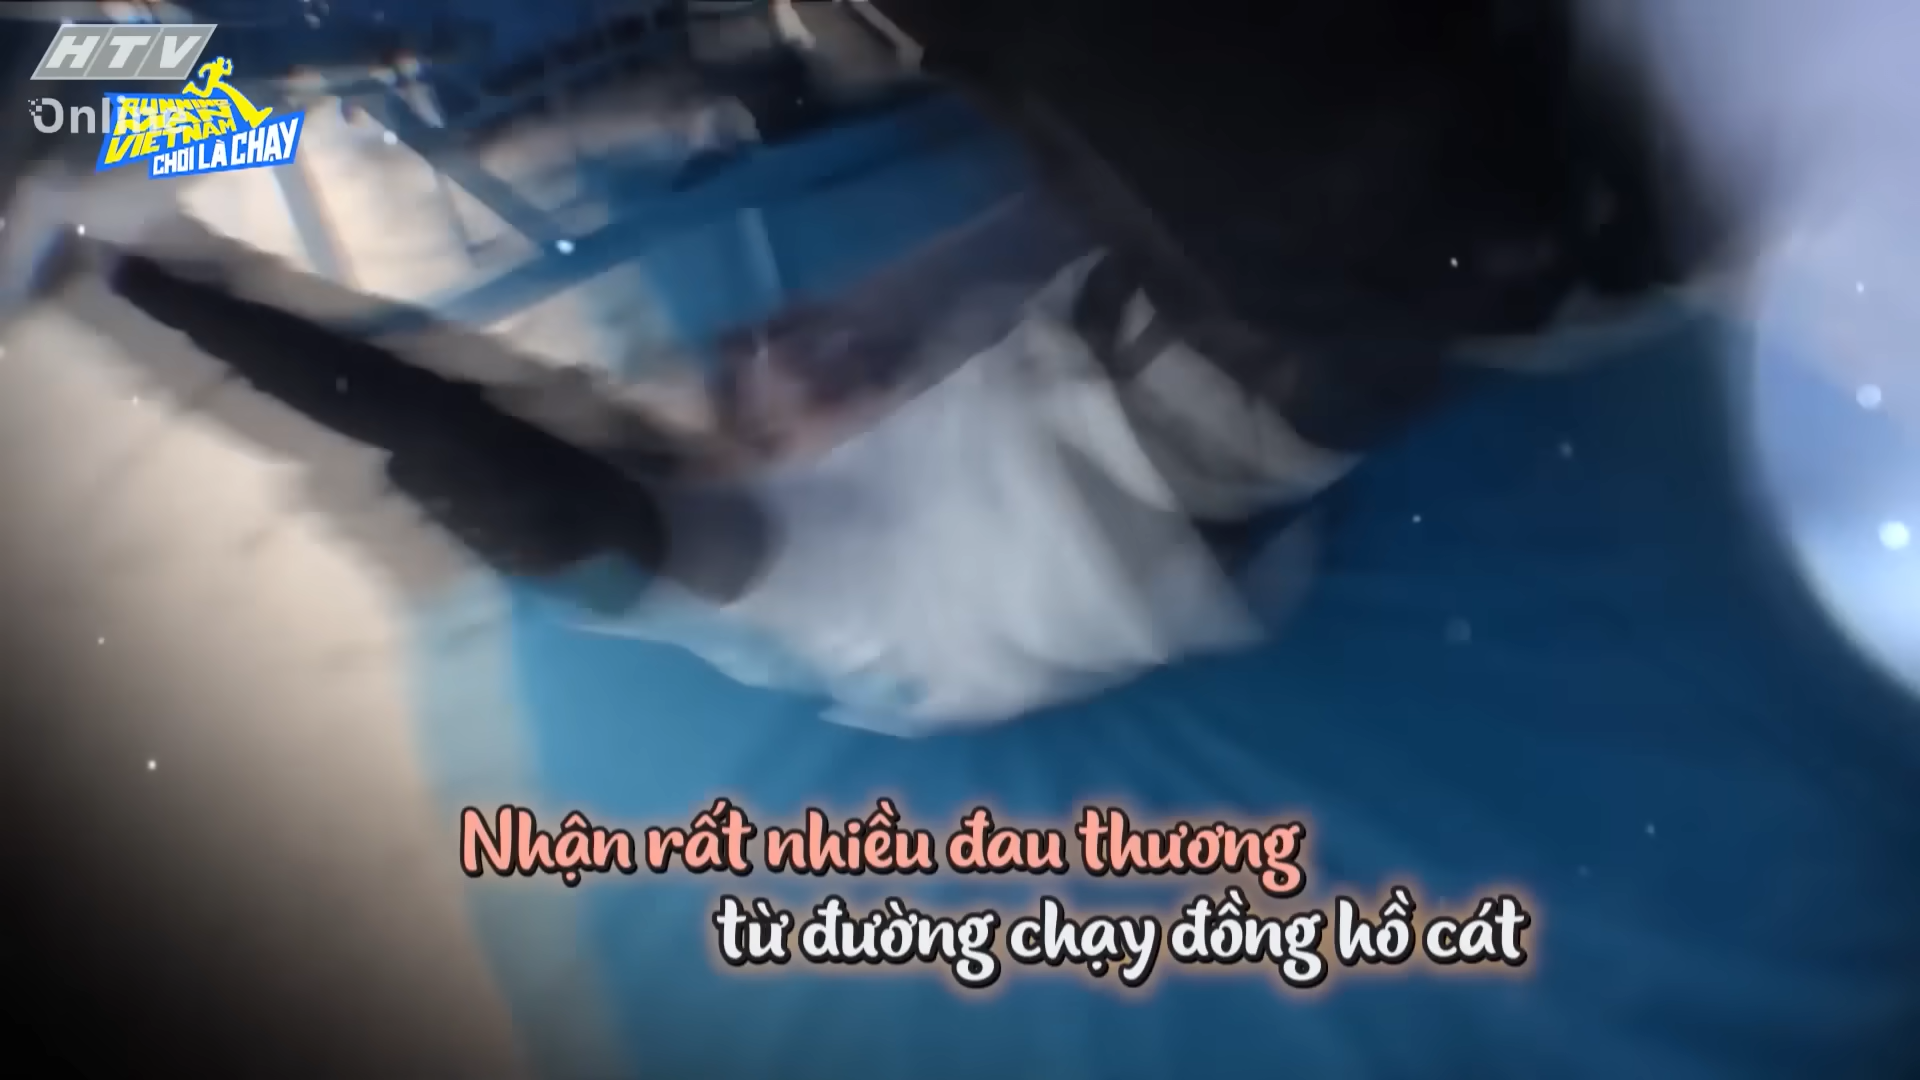 HTV
Online
RUNNING
MAN
VIETNAM
CHƠI LÀ CHẠY
Nhận rất nhiều đau thương
từ đường chạy đồng hồ cát